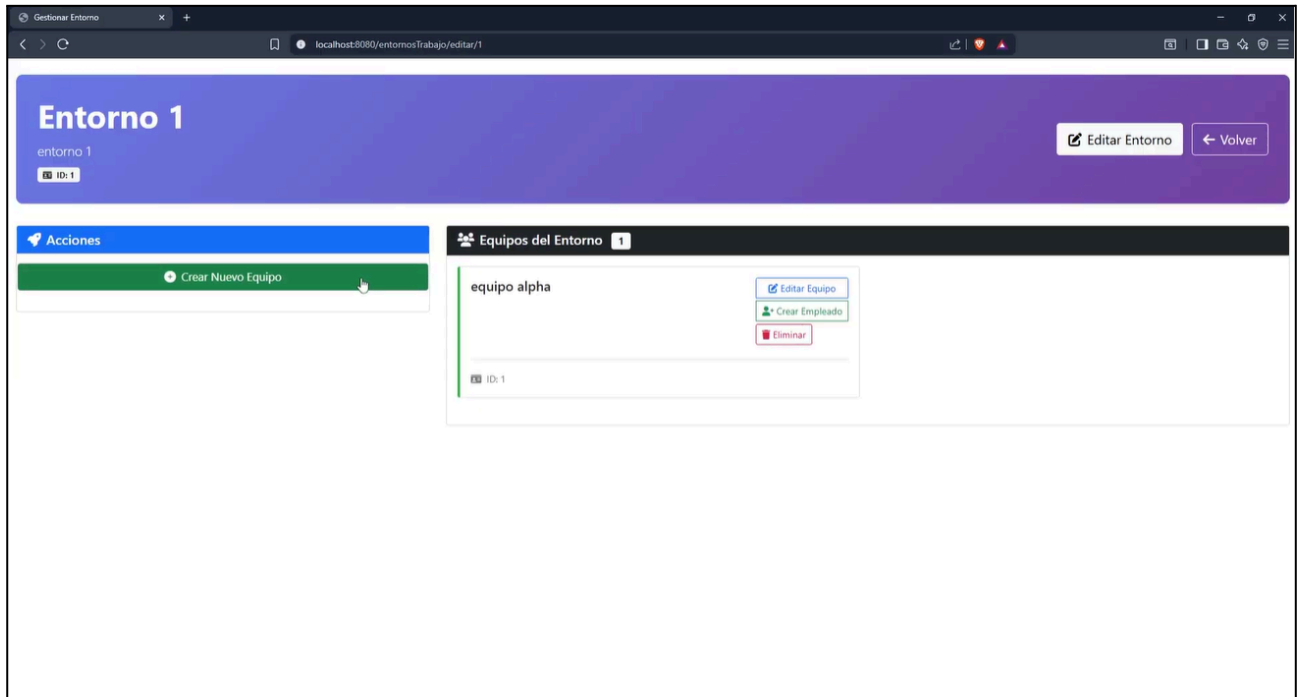 Gestionar Entorno
localhost:8080/entornosTrabajo/editar/1
Entorno 1
entorno 1
ID: 1
Editar Entorno
Volver
Acciones
Crear Nuevo Equipo
Equipos del Entorno 1
equipo alpha
Editar Equipo
Crear Empleado
Eliminar
ID: 1